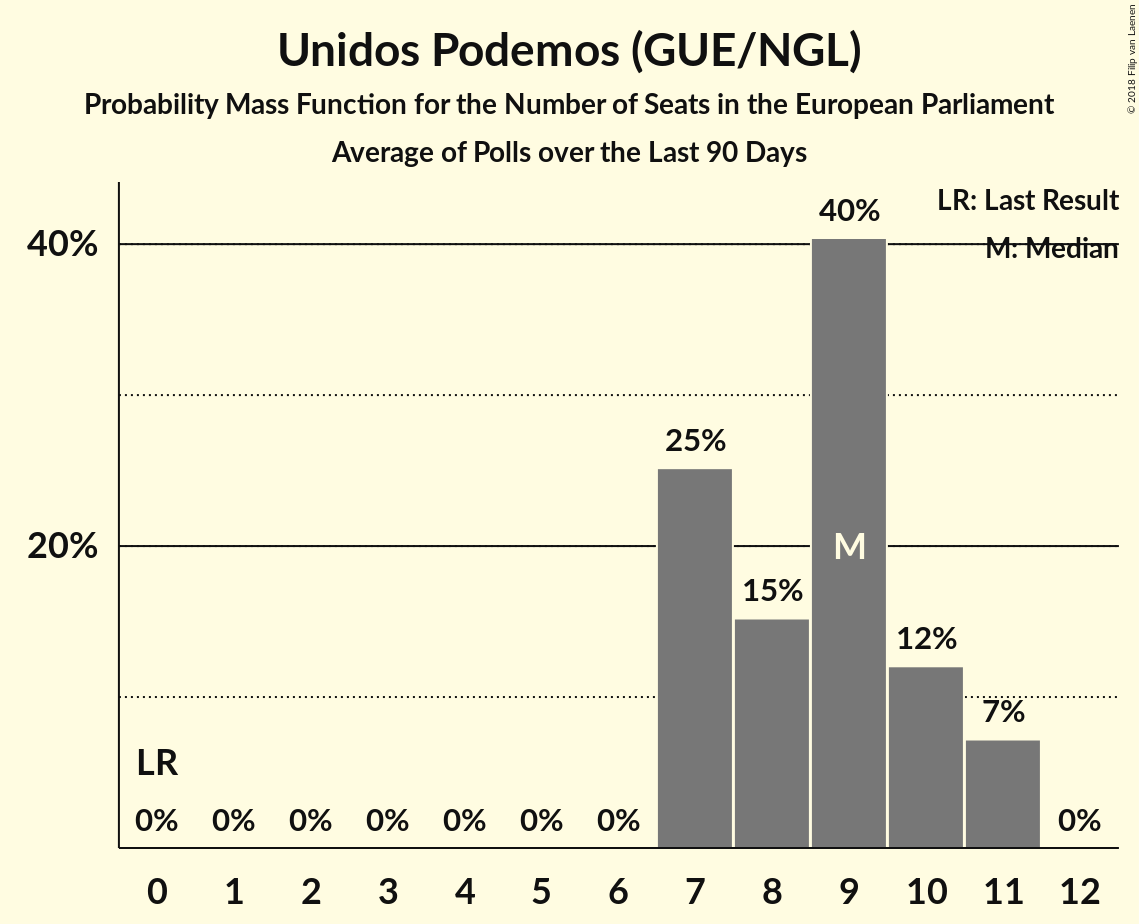 Unidos Podemos (GUE/NGL)
Probability Mass Function for the Number of Seats in the European Parliament
Average of Polls over the Last 90 Days
© 2018 Filip van Laenen
LR: Last Result
M: Median
40%
20%
40%
25%
M
15%
12%
7%
LR
0% 0% 0% 0% 0% 0% 0% 0%
0 1 2 3 4 5 6 7 8 9 10 11 12